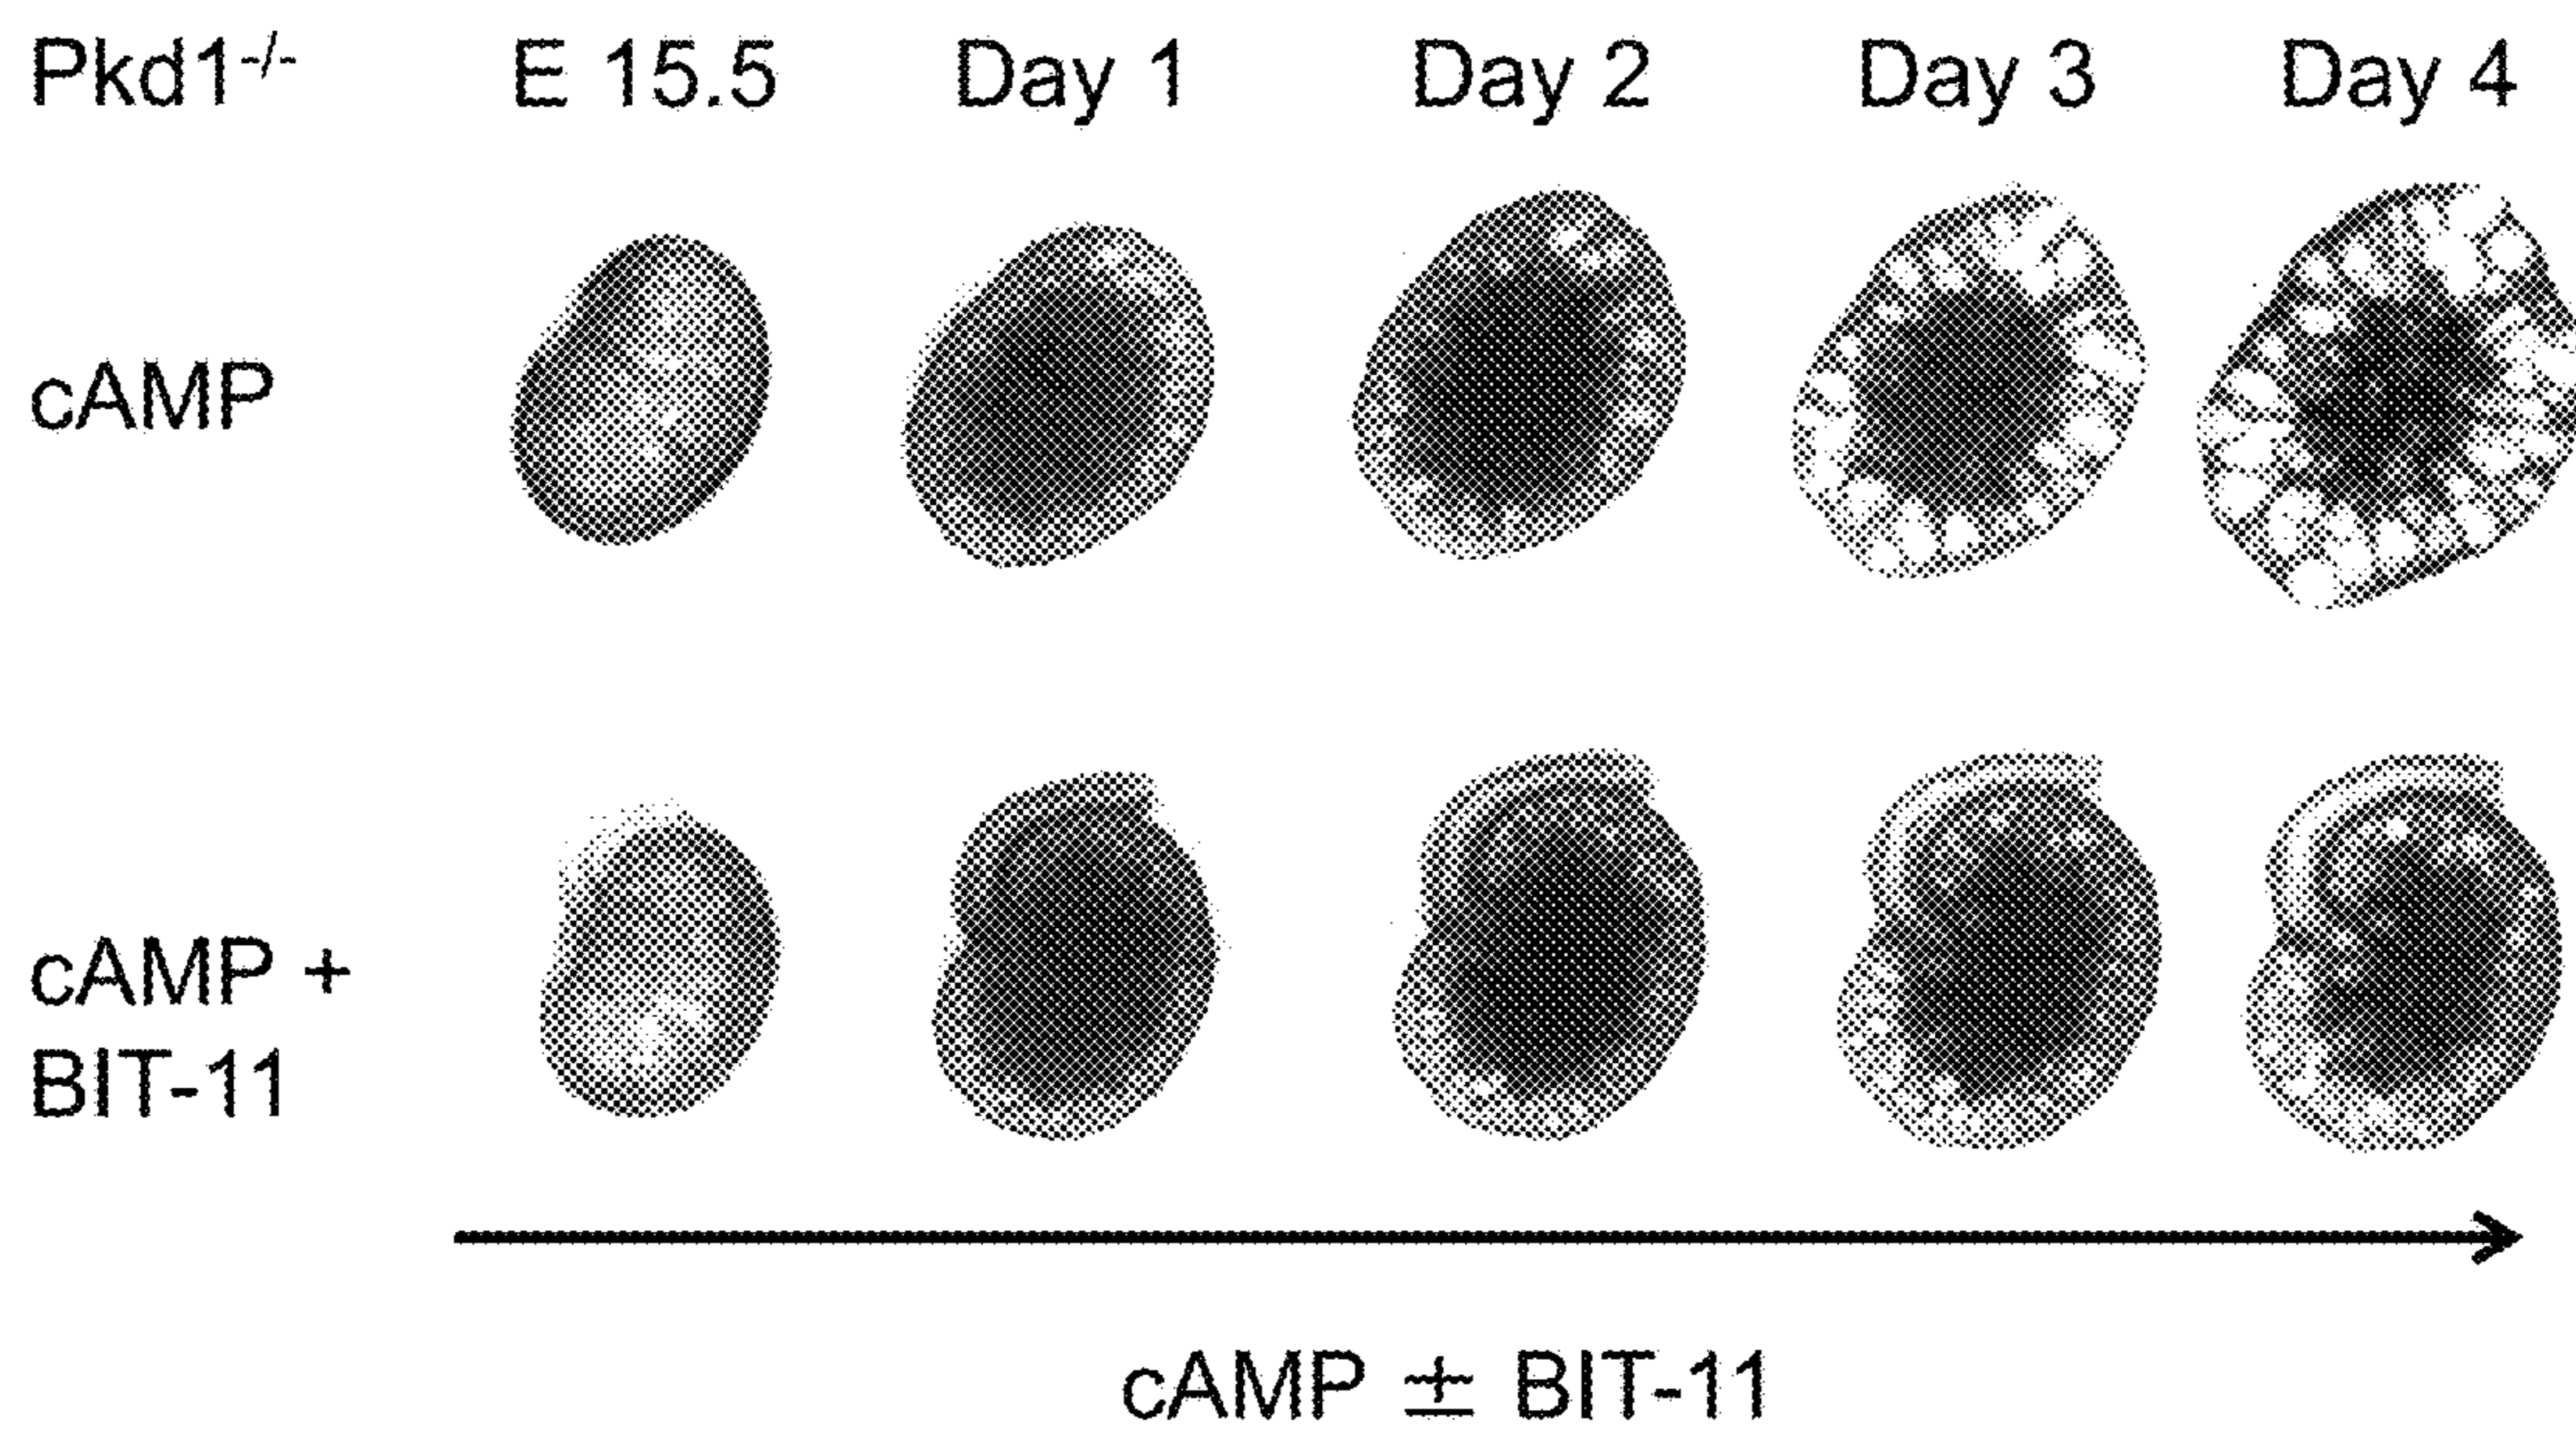 Pkd1-/- E 15.5 Day 1 Day 2 Day 3 Day 4
cAMP
cAMP +
BIT-11
cAMP ± BIT-11